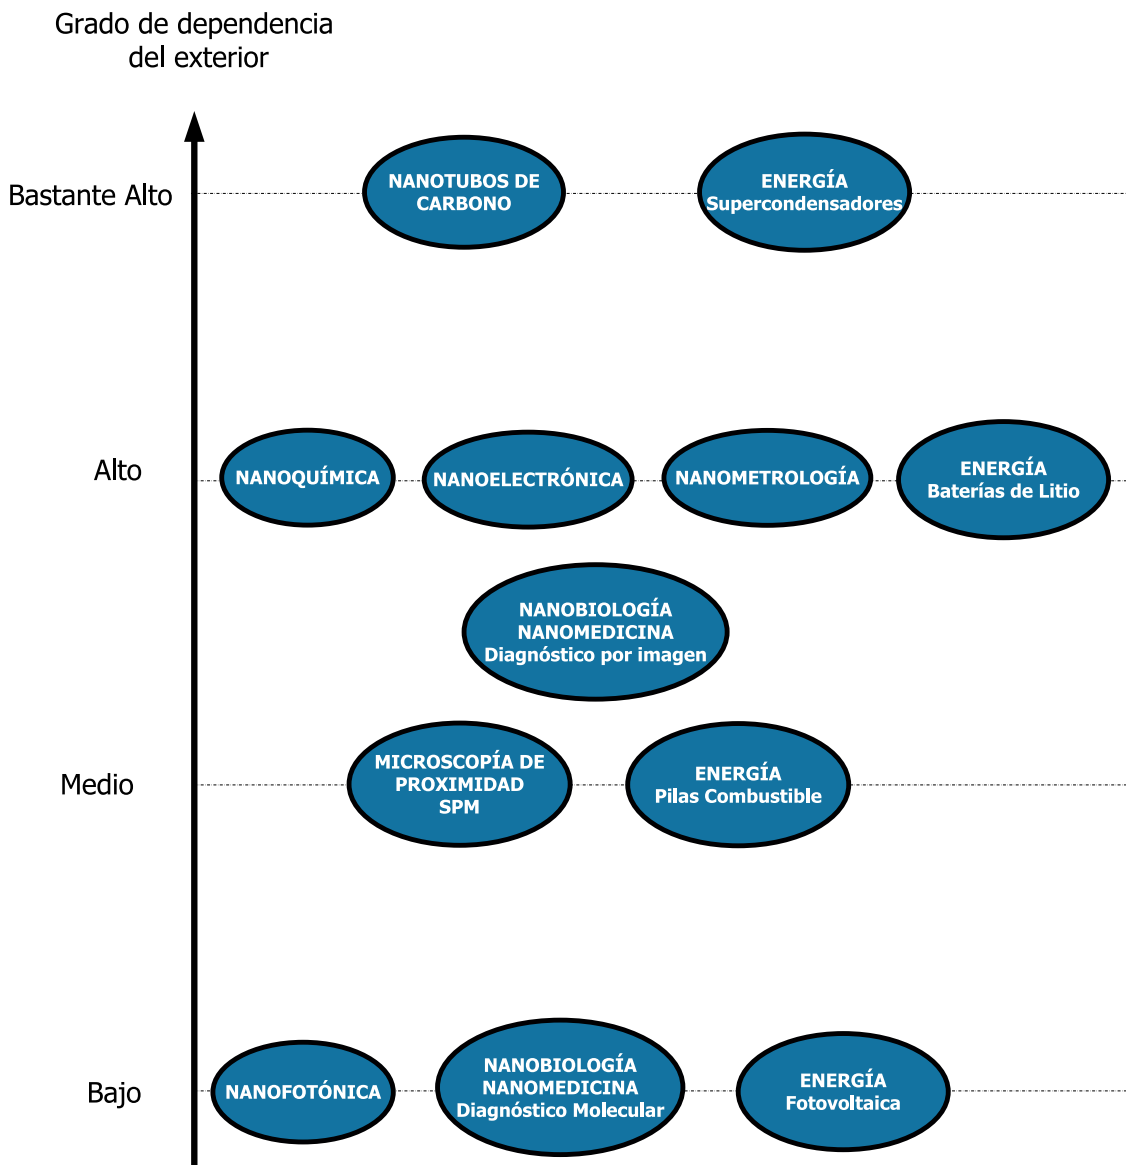 Grado de dependencia
del exterior
Bastante Alto
NANOTUBOS DE
CARBONO
ENERGÍA
Supercondensadores
Alto
NANOQUÍMICA
NANOELECTRÓNICA
NANOMETROLOGÍA
ENERGÍA
Baterías de Litio
NANOBIOLOGÍA
NANOMEDICINA
Diagnóstico por imagen
Medio
MICROSCOPÍA DE
PROXIMIDAD
SPM
ENERGÍA
Pilas Combustible
Bajo
NANOFOTÓNICA
NANOBIOLOGÍA
NANOMEDICINA
Diagnóstico Molecular
ENERGÍA
Fotovoltaica